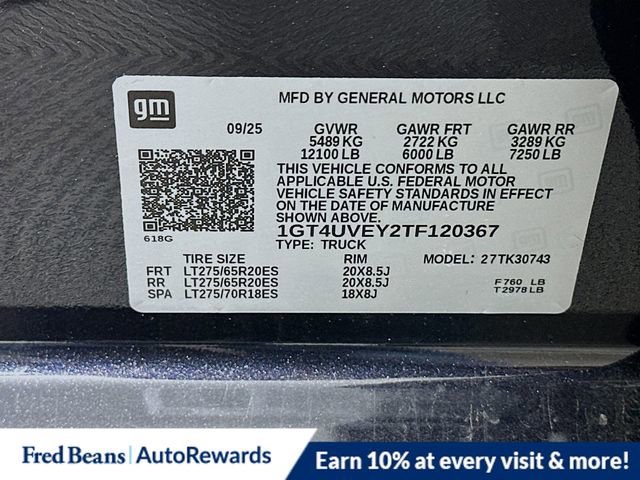 gm
MFD BY GENERAL MOTORS LLC
09/25 GVWR GAWR FRT GAWR RR
5489 KG 2722 KG 3289 KG
12100 LB 6000 LB 7250 LB
THIS VEHICLE CONFORMS TO ALL
APPLICABLE U.S. FEDERAL MOTOR
VEHICLE SAFETY STANDARDS IN EFFECT
ON THE DATE OF MANUFACTURE
SHOWN ABOVE.
618G
1GT4UVEY2TF120367
TYPE: TRUCK
TIRE SIZE RIM MODEL: 27TK30743
FRT LT275/65R20ES 20X8.5J
RR LT275/65R20ES 20X8.5J
SPA LT275/70R18ES 18X8J
F760 LB
T2978 LB
Fred Beans | AutoRewards
Earn 10% at every visit & more!